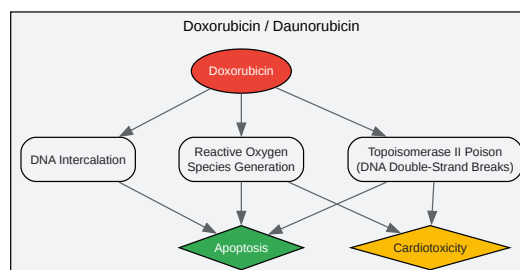 Doxorubicin / Daunorubicin
Doxorubicin
DNA Intercalation
Reactive Oxygen
Species Generation
Topoisomerase II Poison
(DNA Double-Strand Breaks)
Apoptosis
Cardiotoxicity